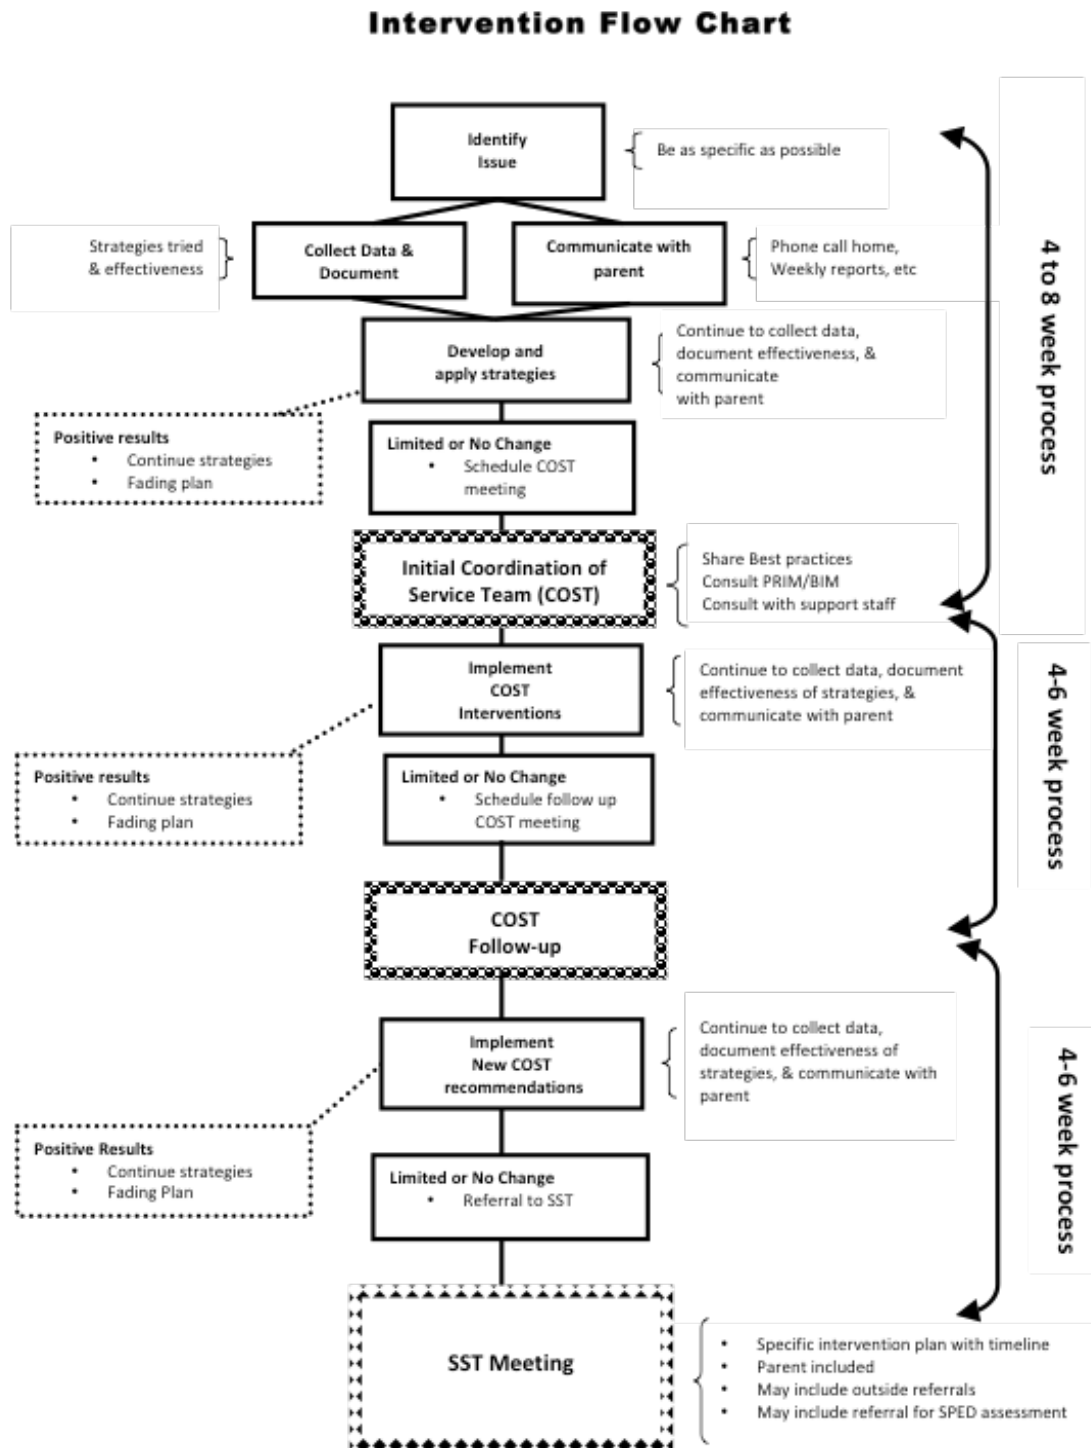 Intervention Flow Chart
Identify
Issue
Be as specific as possible
Strategies tried
& effectiveness
Collect Data &
Document
Communicate with
parent
Phone call home,
Weekly reports, etc
4 to 8 week process
Develop and
apply strategies
Continue to collect data,
document effectiveness, &
communicate
with parent
Positive results
• Continue strategies
• Fading plan
Limited or No Change
• Schedule COST
meeting
Initial Coordination of
Service Team (COST)
Share Best practices
Consult PRIM/BIM
Consult with support staff
Implement
COST
Interventions
Continue to collect data, document
effectiveness of strategies, &
communicate with parent
4-6 week process
Positive results
• Continue strategies
• Fading plan
Limited or No Change
• Schedule follow up
COST meeting
COST
Follow-up
Implement
New COST
recommendations
Continue to collect data,
document effectiveness of
strategies, & communicate with
parent
4-6 week process
Positive Results
• Continue strategies
• Fading Plan
Limited or No Change
• Referral to SST
SST Meeting
• Specific intervention plan with timeline
• Parent included
• May include outside referrals
• May include referral for SPED assessment